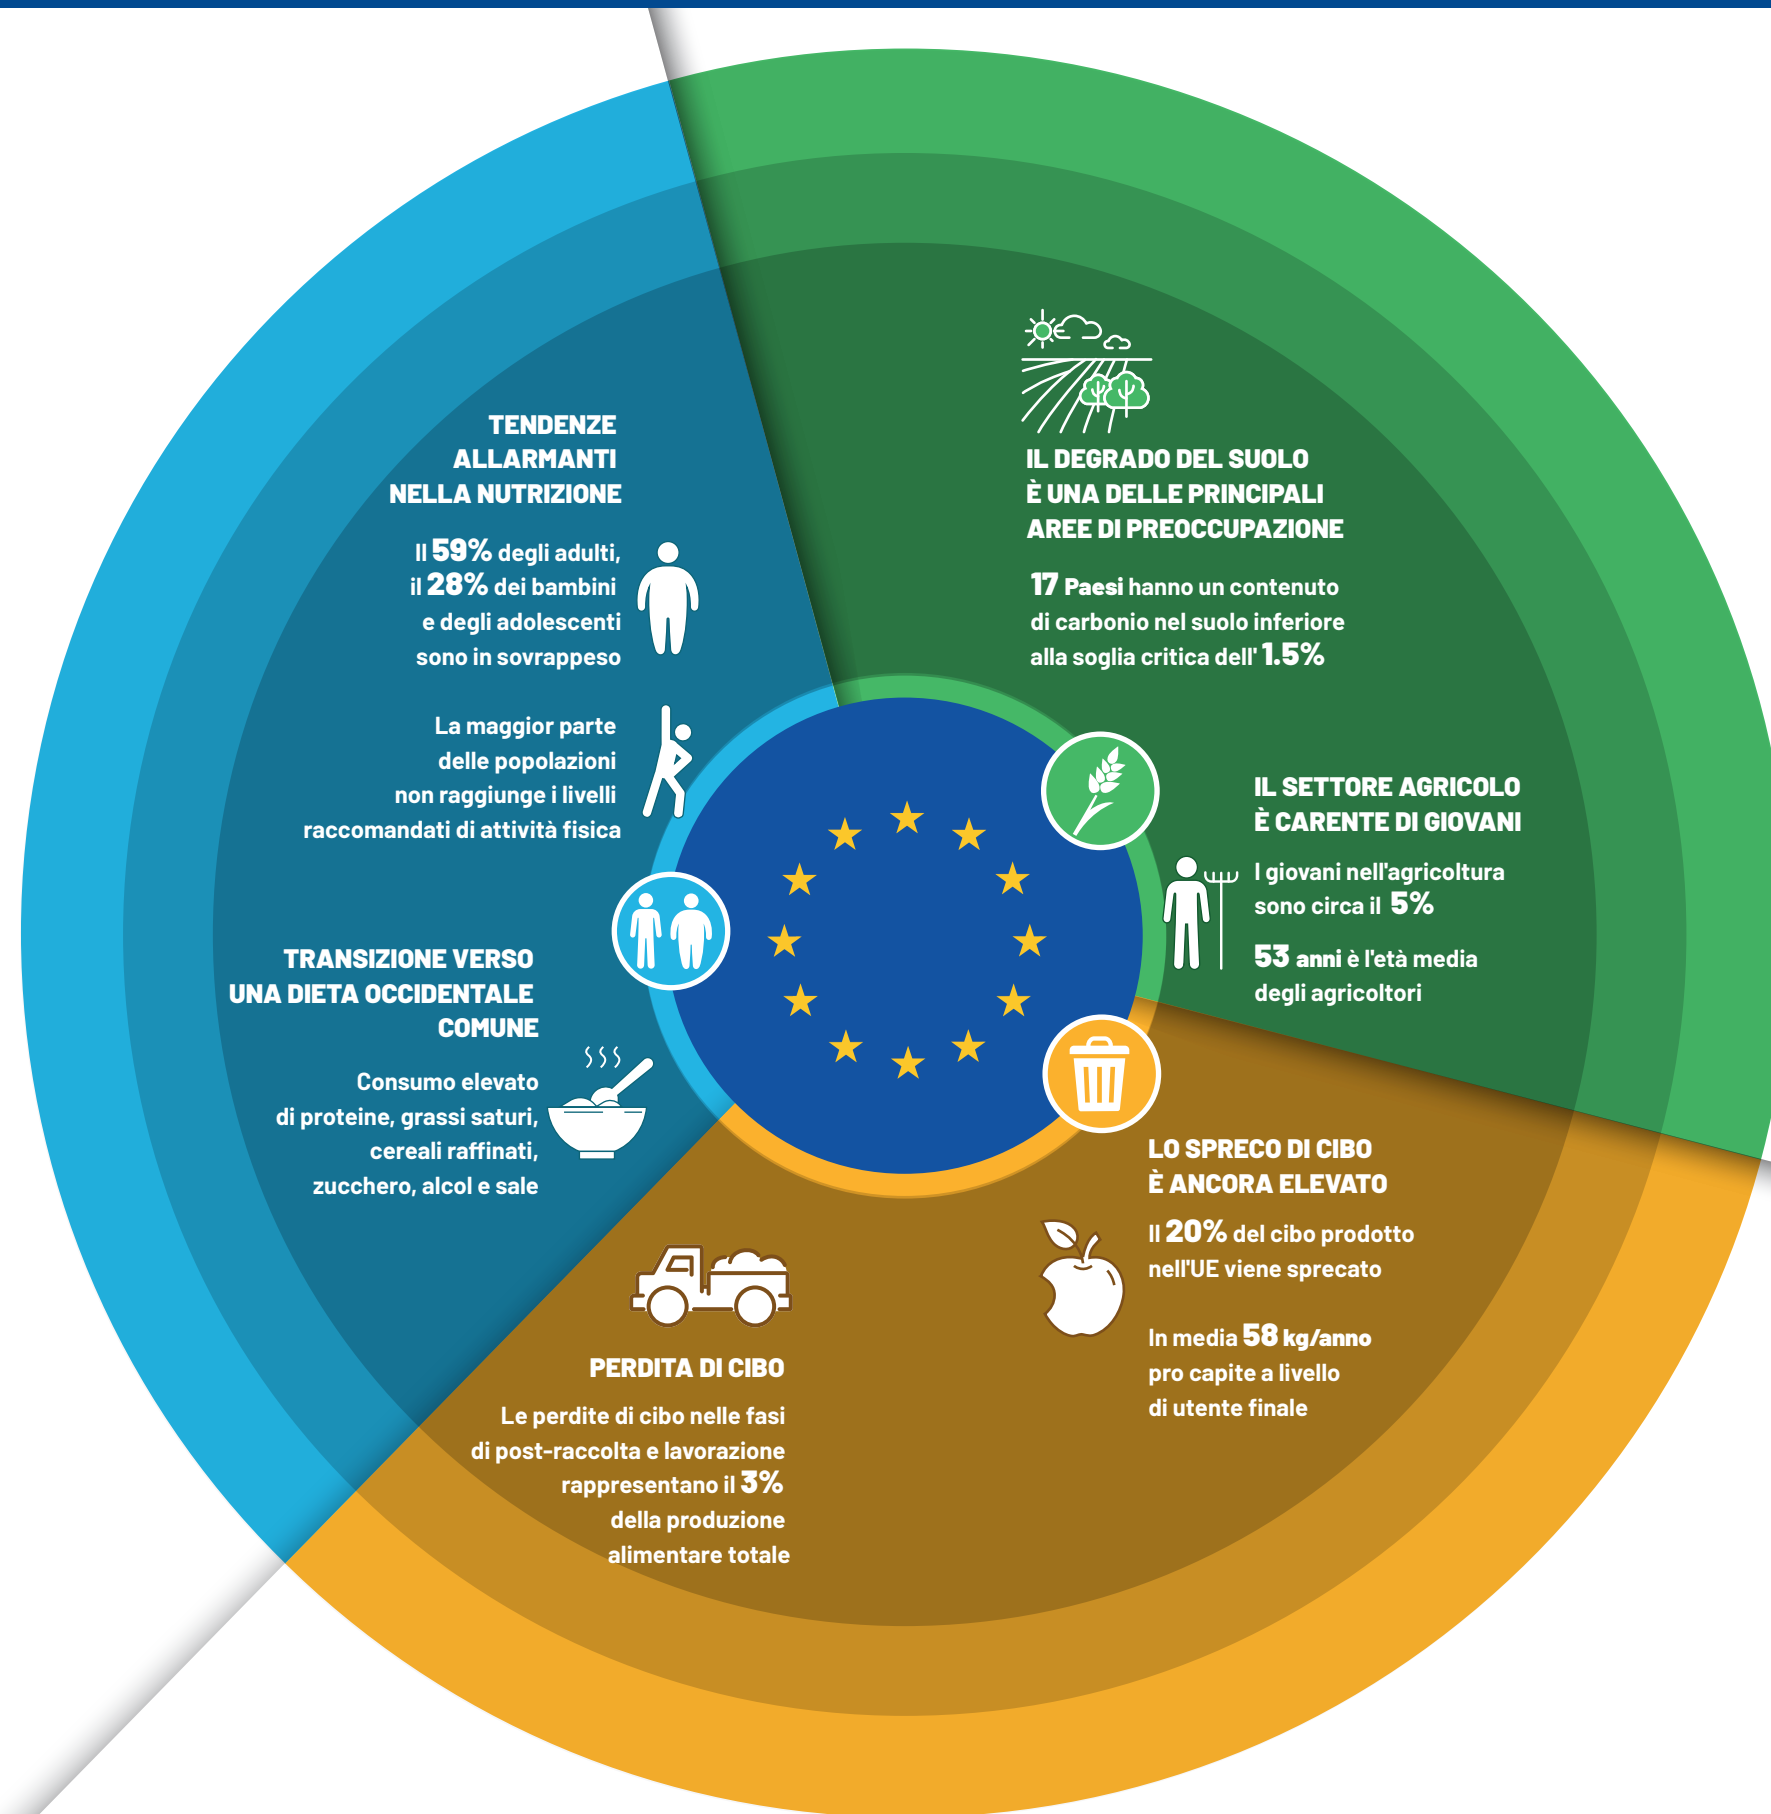 TENDENZE
ALLARMANTI
NELLA NUTRIZIONE
Il 59% degli adulti,
il 28% dei bambini
e degli adolescenti
sono in sovrappeso
La maggior parte
delle popolazioni
non raggiunge i livelli
raccomandati di attività fisica
TRANSIZIONE VERSO
UNA DIETA OCCIDENTALE
COMUNE
Consumo elevato
di proteine, grassi saturi,
cereali raffinati,
zucchero, alcol e sale
IL DEGRADO DEL SUOLO
È UNA DELLE PRINCIPALI
AREE DI PREOCCUPAZIONE
17 Paesi hanno un contenuto
di carbonio nel suolo inferiore
alla soglia critica dell' 1.5%
IL SETTORE AGRICOLO
È CARENTE DI GIOVANI
I giovani nell'agricoltura
sono circa il 5%
53 anni è l'età media
degli agricoltori
LO SPRECO DI CIBO
È ANCORA ELEVATO
Il 20% del cibo prodotto
nell'UE viene sprecato
In media 58 kg/anno
pro capite a livello
di utente finale
PERDITA DI CIBO
Le perdite di cibo nelle fasi
di post-raccolta e lavorazione
rappresentano il 3%
della produzione
alimentare totale